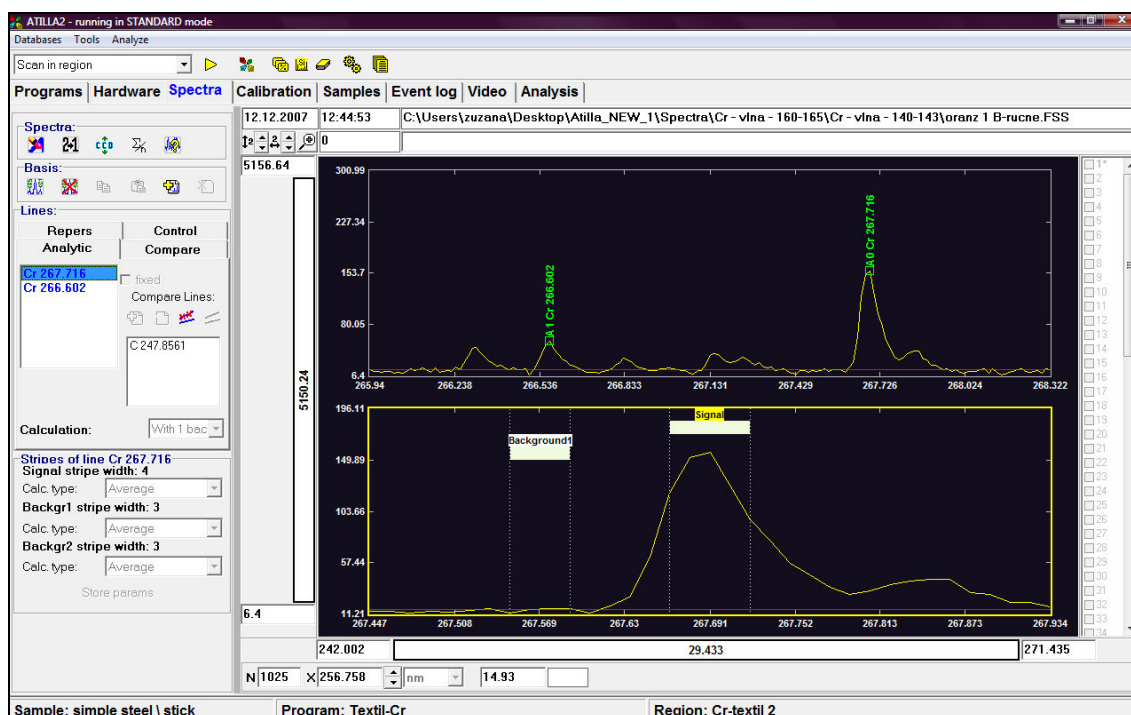 ATILLA2 - running in STANDARD mode
Databases Tools Analyze
Scan in region
Programs Hardware Spectra Calibration Samples Event log Video Analysis
Spectra:
Basis:
Lines:
Repers Control
Analytic Compare
Cr 267.716
Cr 266.602
fixed
Compare Lines:
C 247.8561
Calculation: With 1 bac
Stripes of line Cr 267.716
Signal stripe width: 4
Calc. type: Average
Backgr1 stripe width: 3
Calc. type: Average
Backgr2 stripe width: 3
Calc. type: Average
Store params
12.12.2007 12:44:53 C:\Users\zuzana\Desktop\Atilla_NEW_1\Spectra\Cr - vlna - 160-165\Cr - vlna - 140-143\oranz 1 B-rucne.FSS
0
5156.64
5150.24
6.4
300.99
227.34
153.7
80.05
6.4
A1 Cr 266.602
A0 Cr 267.716
265.94 266.238 266.536 266.833 267.131 267.429 267.726 268.024 268.322
196.11
149.89
103.66
57.44
11.21
Background1
Signal
267.447 267.508 267.569 267.63 267.691 267.752 267.813 267.873 267.934
1*
2
3
4
5
6
7
8
9
10
11
12
13
14
15
16
17
18
19
20
21
22
23
24
25
26
27
28
29
30
31
32
33
34
242.002 29.433 271.435
N 1025 X 256.758 nm 14.93
Sample: simple steel \ stick Program: Textil-Cr Region: Cr-textil 2